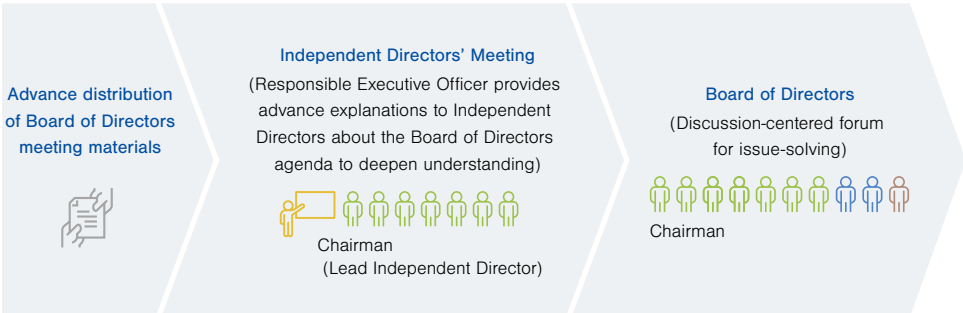 Advance distribution
of Board of Directors
meeting materials
Independent Directors’ Meeting
(Responsible Executive Officer provides
advance explanations to Independent
Directors about the Board of Directors
agenda to deepen understanding)
Chairman
(Lead Independent Director)
Board of Directors
(Discussion-centered forum
for issue-solving)
Chairman